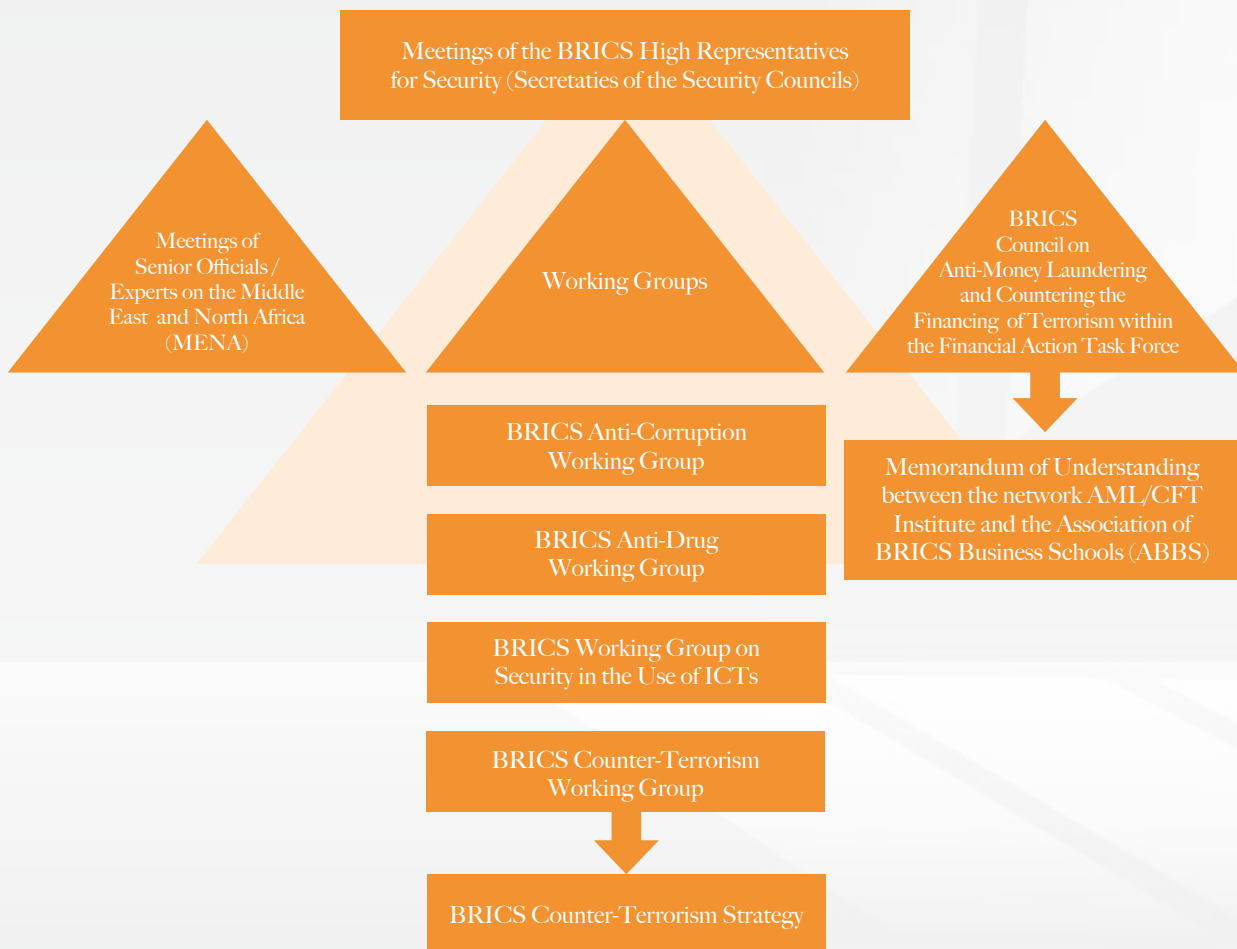 Meetings of the BRICS High Representatives
for Security (Secretaties of the Security Councils)
Meetings of
Senior Officials /
Experts on the Middle
East and North Africa
(MENA)
Working Groups
BRICS
Council on
Anti-Money Laundering
and Countering the
Financing of Terrorism within
the Financial Action Task Force
BRICS Anti-Corruption
Working Group
Memorandum of Understanding
between the network AML/CFT
Institute and the Association of
BRICS Business Schools (ABBS)
BRICS Anti-Drug
Working Group
BRICS Working Group on
Security in the Use of ICTs
BRICS Counter-Terrorism
Working Group
BRICS Counter-Terrorism Strategy